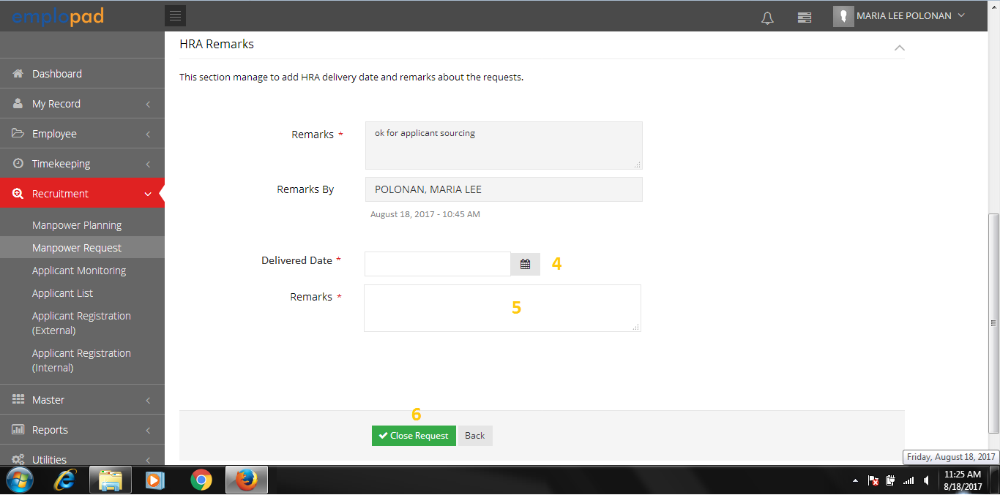 emplopad
MARIA LEE POLONAN
Dashboard
My Record
Employee
Timekeeping
Recruitment
Manpower Planning
Manpower Request
Applicant Monitoring
Applicant List
Applicant Registration
(External)
Applicant Registration
(Internal)
Master
Reports
Utilities
HRA Remarks
This section manage to add HRA delivery date and remarks about the requests.
Remarks *
ok for applicant sourcing
Remarks By
POLONAN, MARIA LEE
August 18, 2017 - 10:45 AM
Delivered Date *
4
Remarks *
5
6
Close Request
Back
Friday, August 18, 2017
11:25 AM
8/18/2017